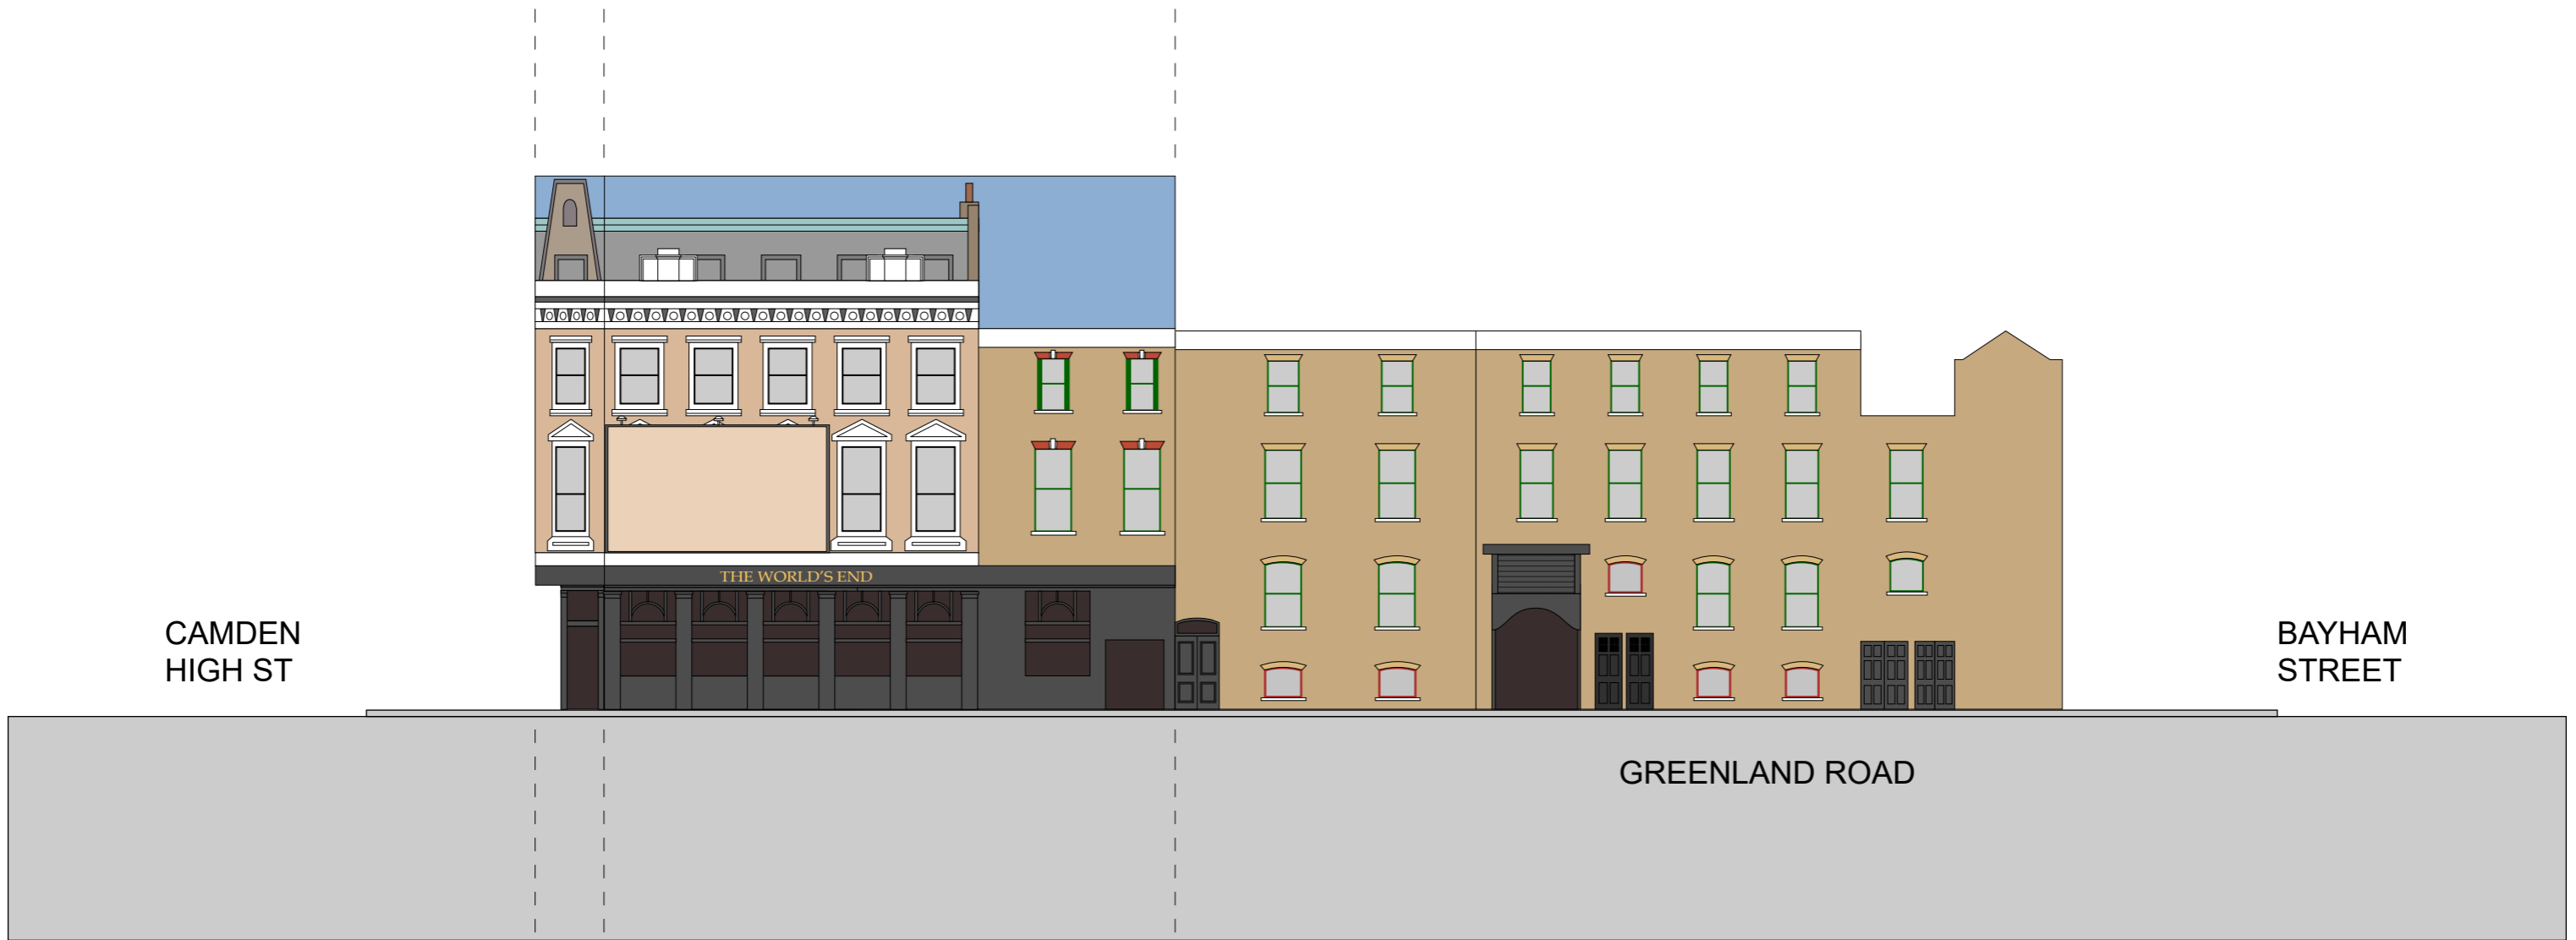 THE WORLD'S END
CAMDEN
HIGH ST
BAYHAM
STREET
GREENLAND ROAD